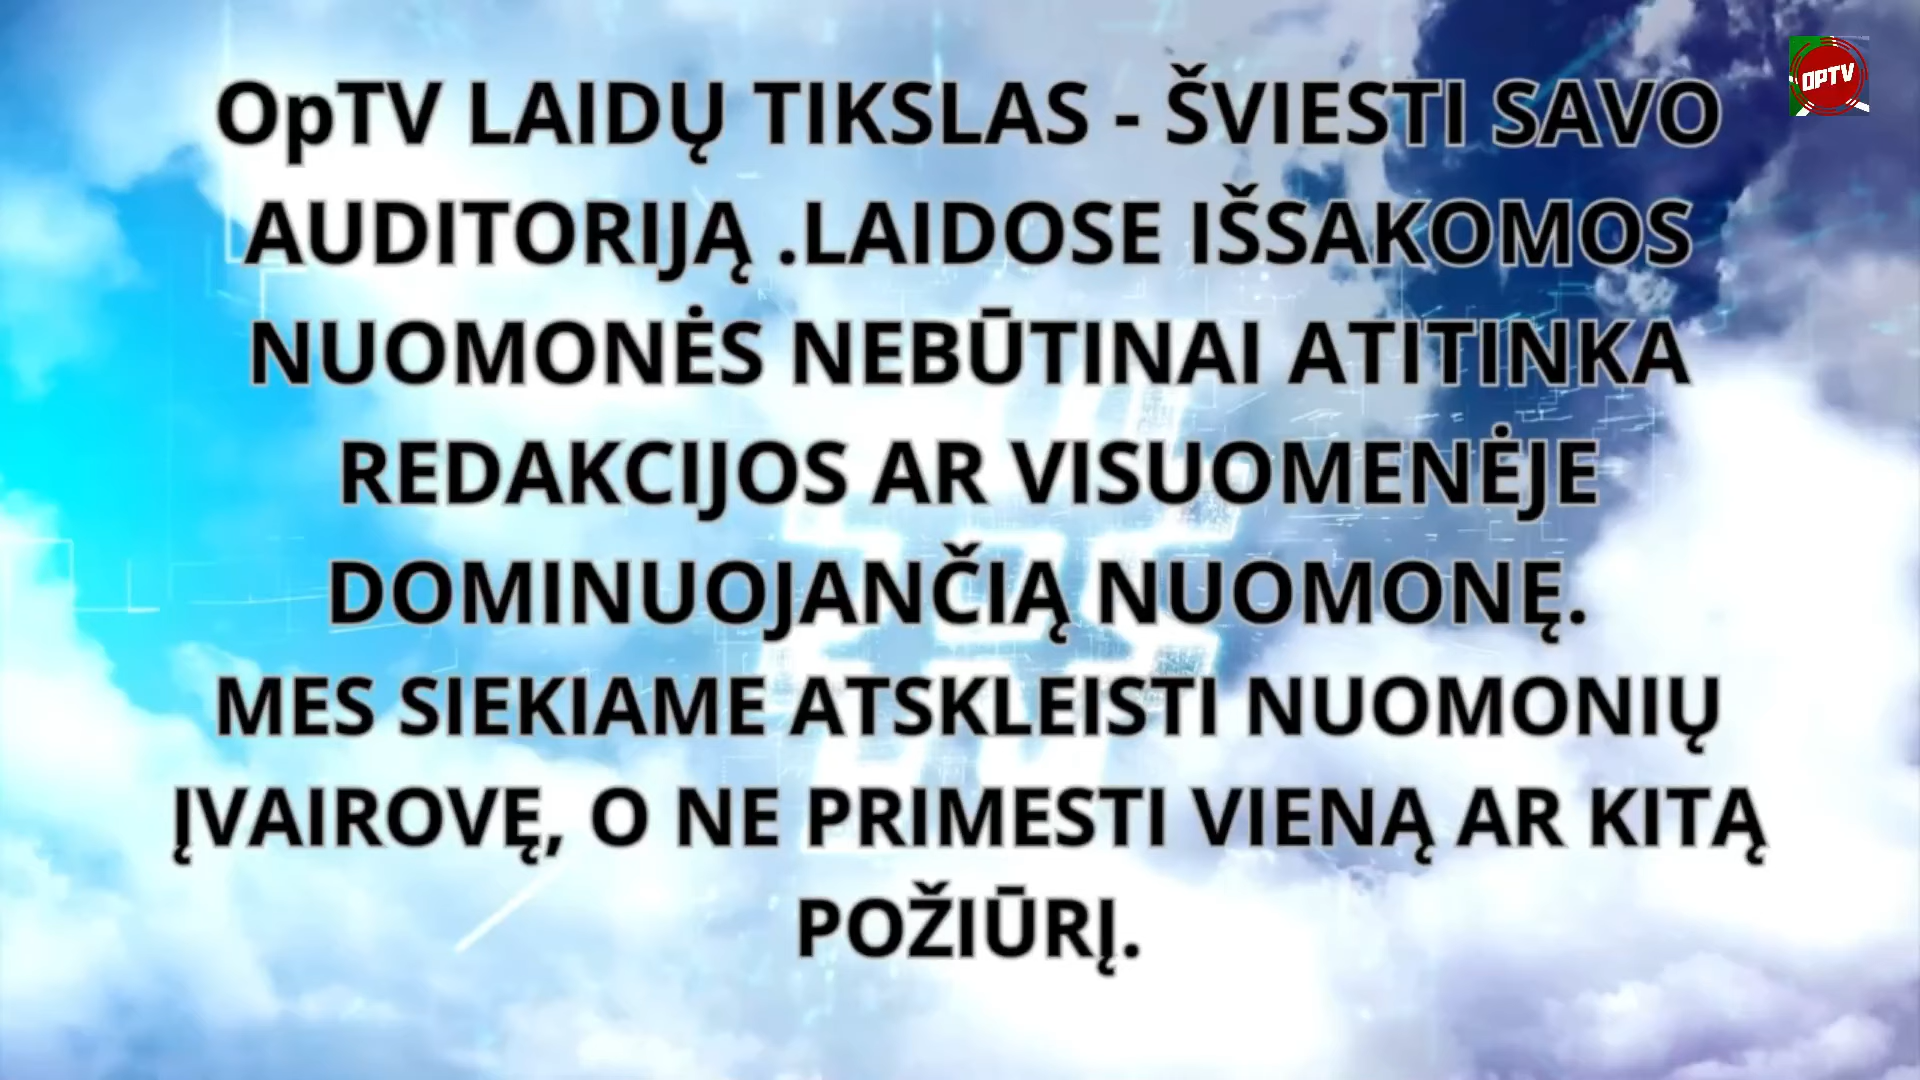 OPTV
OpTV LAIDŲ TIKSLAS - ŠVIESTI SAVO
AUDITORIJĄ .LAIDOSE IŠSAKOMOS
NUOMONĖS NEBŪTINAI ATITINKA
REDAKCIJOS AR VISUOMENĖJE
DOMINUOJANČIĄ NUOMONĘ.
MES SIEKIAME ATSKLEISTI NUOMONIŲ
ĮVAIROVĘ, O NE PRIMESTI VIENĄ AR KITĄ
POŽIŪRĮ.